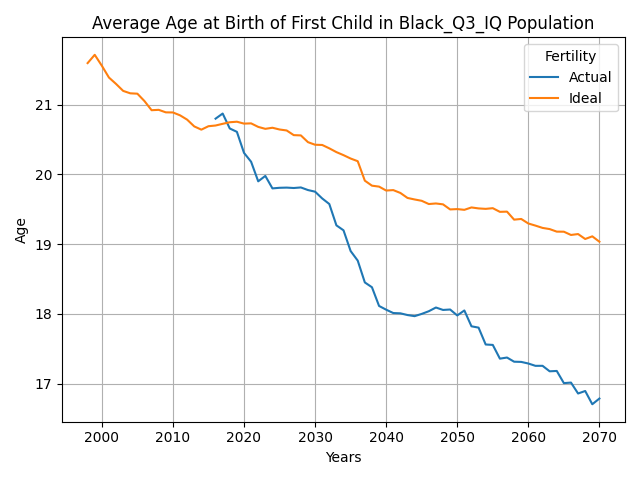 Average Age at Birth of First Child in Black_Q3_IQ Population
Fertility
Actual
Ideal
Age
21
20
19
18
17
2000 2010 2020 2030 2040 2050 2060 2070
Years